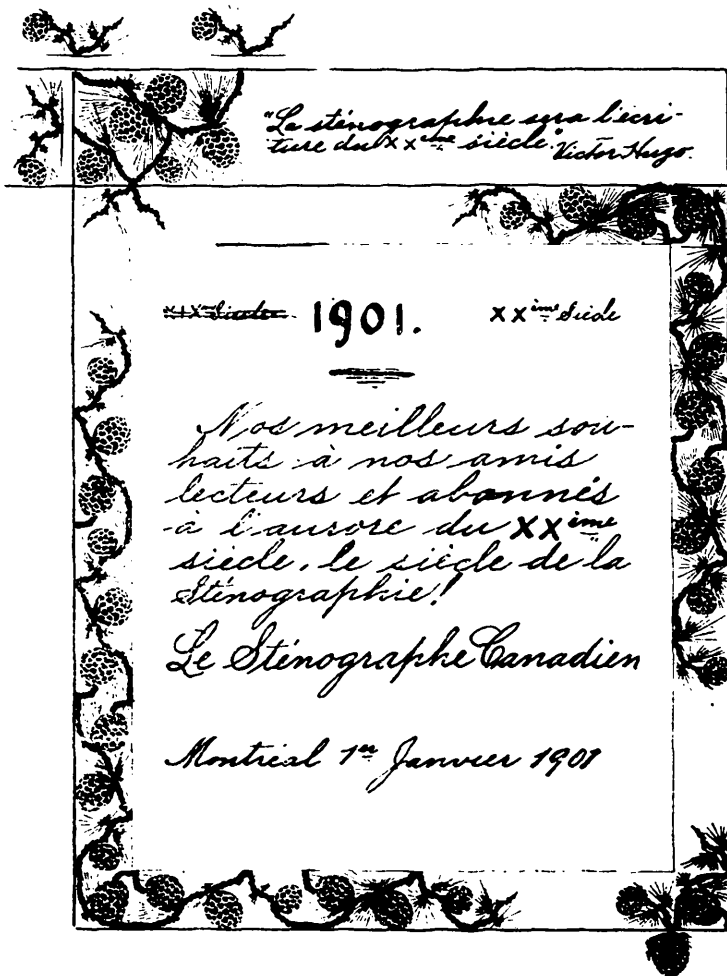 "La sténographie sera l'écri-
ture du XXème siècle". Victor Hugo.
XIXème Siècle 1901. XXème Siècle
Nos meilleurs sou-
haits à nos amis
lecteurs et abonnés
à l'aurore du XXème
siècle, le siècle de la
Sténographie!
Le Sténographe Canadien
Montréal 1er Janvier 1901